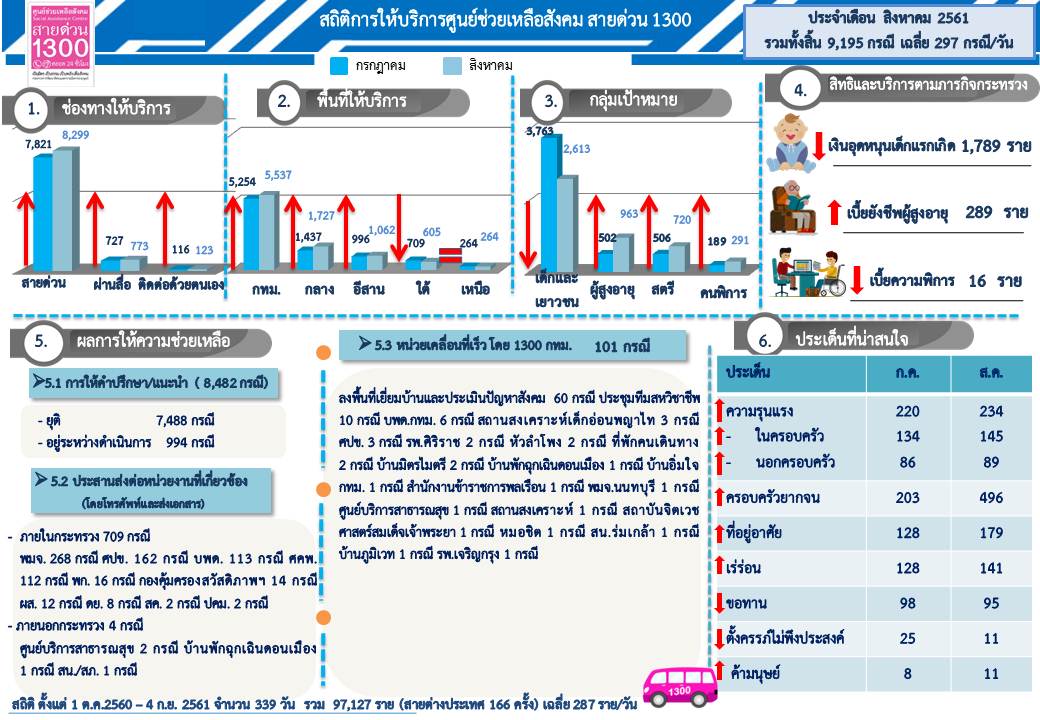 ศูนย์ช่วยเหลือสังคม
Social Assistance Centre
สายด่วน
1300
ตลอด 24 ชั่วโมง
สถิติการให้บริการศูนย์ช่วยเหลือสังคม สายด่วน 1300
ประจำเดือน สิงหาคม 2561
รวมทั้งสิ้น 9,195 กรณี เฉลี่ย 297 กรณี/วัน
กรกฎาคม
สิงหาคม
1.
ช่องทางให้บริการ
7,821
8,299
727
773
116
123
สายด่วน
ผ่านสื่อ
ติดต่อด้วยตนเอง
2.
พื้นที่ให้บริการ
5,254
5,537
1,437
1,727
996
1,062
709
605
264
264
กทม.
กลาง
อีสาน
ใต้
เหนือ
3.
กลุ่มเป้าหมาย
3,763
2,613
502
963
506
720
189
291
เด็กและ
เยาวชน
ผู้สูงอายุ
สตรี
คนพิการ
4.
สิทธิและบริการตามภารกิจกระทรวง
เงินอุดหนุนเด็กแรกเกิด 1,789 ราย
เบี้ยยังชีพผู้สูงอายุ 289 ราย
เบี้ยความพิการ 16 ราย
5.
ผลการให้ความช่วยเหลือ
5.1 การให้คำปรึกษา/แนะนำ ( 8,482 กรณี)
- ยุติ 7,488 กรณี
- อยู่ระหว่างดำเนินการ 994 กรณี
5.2 ประสานส่งต่อหน่วยงานที่เกี่ยวข้อง
(โดยโทรศัพท์และส่งเอกสาร)
- ภายในกระทรวง 709 กรณี
พมจ. 268 กรณี ศปข. 162 กรณี บพด. 113 กรณี ศคพ.
112 กรณี พก. 16 กรณี กองคุ้มครองสวัสดิภาพฯ 14 กรณี
ผส. 12 กรณี ดย. 8 กรณี สค. 2 กรณี ปคม. 2 กรณี
- ภายนอกกระทรวง 4 กรณี
ศูนย์บริการสาธารณสุข 2 กรณี บ้านพักฉุกเฉินดอนเมือง
1 กรณี สน./สภ. 1 กรณี
5.3 หน่วยเคลื่อนที่เร็ว โดย 1300 กทม. 101 กรณี
ลงพื้นที่เยี่ยมบ้านและประเมินปัญหาสังคม 60 กรณี ประชุมทีมสหวิชาชีพ
10 กรณี บพด.กทม. 6 กรณี สถานสงเคราะห์เด็กอ่อนพญาไท 3 กรณี
ศปข. 3 กรณี รพ.ศิริราช 2 กรณี หัวลำโพง 2 กรณี ที่พักคนเดินทาง
2 กรณี บ้านมิตรไมตรี 2 กรณี บ้านพักฉุกเฉินดอนเมือง 1 กรณี บ้านอิ่มใจ
กทม. 1 กรณี สำนักงานข้าราชการพลเรือน 1 กรณี พมจ.นนทบุรี 1 กรณี
ศูนย์บริการสาธารณสุข 1 กรณี สถานสงเคราะห์ 1 กรณี สถาบันจิตเวช
ศาสตร์สมเด็จเจ้าพระยา 1 กรณี หมอชิต 1 กรณี สน.ร่มเกล้า 1 กรณี
บ้านภูมิเวท 1 กรณี รพ.เจริญกรุง 1 กรณี
1300
6.
ประเด็นที่น่าสนใจ
ประเด็น ก.ค. ส.ค.
ความรุนแรง 220 234
- ในครอบครัว 134 145
- นอกครอบครัว 86 89
ครอบครัวยากจน 203 496
ที่อยู่อาศัย 128 179
เร่ร่อน 128 141
ขอทาน 98 95
ตั้งครรภ์ไม่พึงประสงค์ 25 11
ค้ามนุษย์ 8 11
สถิติ ตั้งแต่ 1 ต.ค.2560 – 4 ก.ย. 2561 จำนวน 339 วัน รวม 97,127 ราย (สายต่างประเทศ 166 ครั้ง) เฉลี่ย 287 ราย/วัน